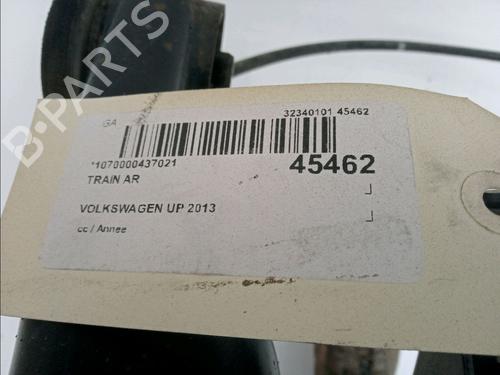 GA
32340101 45462
*1070000437021
45462
TRAIN AR
VOLKSWAGEN UP 2013
cc / Annee
B-PARTS